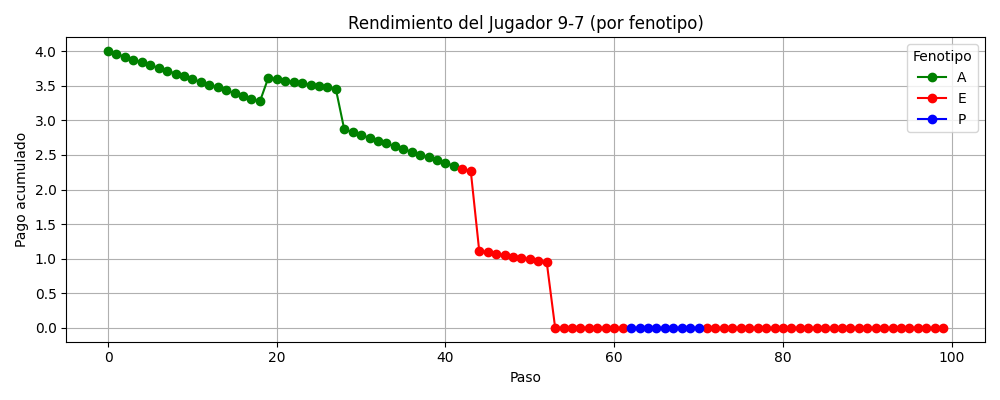 Rendimiento del Jugador 9-7 (por fenotipo)
Pago acumulado
4.0
3.5
3.0
2.5
2.0
1.5
1.0
0.5
0.0
Fenotipo
A
E
P
0 20 40 60 80 100
Paso